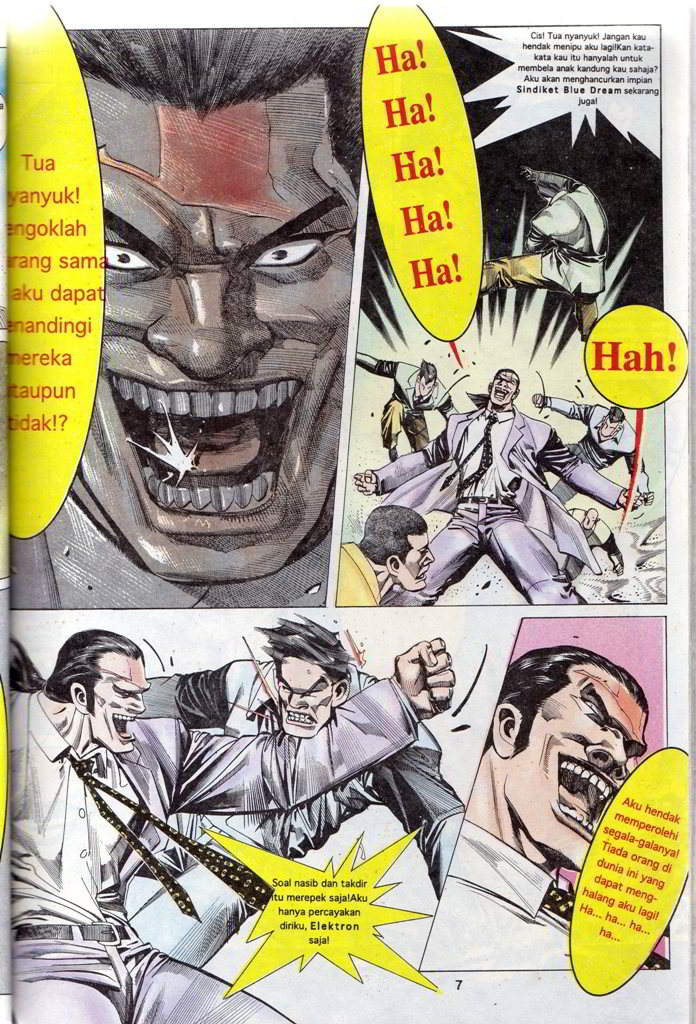 Tua
yanyuk!
engoklah
rang sama
aku dapat
enandingi
mereka
taupun
tidak!?
Ha!
Ha!
Ha!
Ha!
Ha!
Cis! Tua nyanyuk! Jangan kau
hendak menipu aku lagi!Kan kata-
kata kau itu hanyalah untuk
membela anak kandung kau sahaja?
Aku akan menghancurkan impian
Sindiket Blue Dream sekarang
juga!
Hah!
Soal nasib dan takdir
itu merepek saja!Aku
hanya percayakan
diriku, Elektron
saja!
Aku hendak
memperolehi
segala-galanya!
Tiada orang di
dunia ini yang
dapat meng-
halang aku lagi!
Ha... ha... ha...
ha...
7